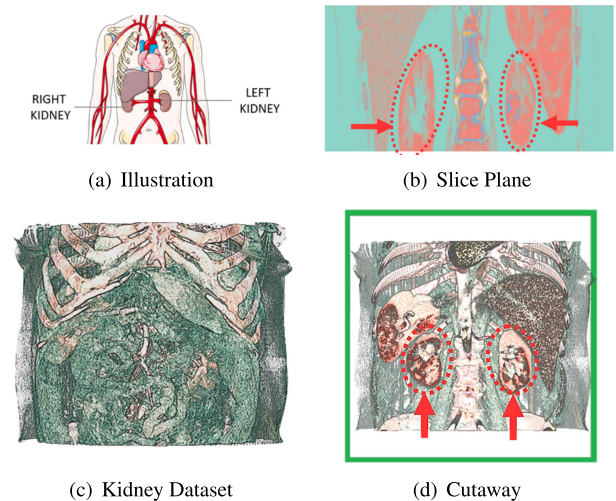 RIGHT
KIDNEY
LEFT
KIDNEY
(a) Illustration
(b) Slice Plane
(c) Kidney Dataset
(d) Cutaway